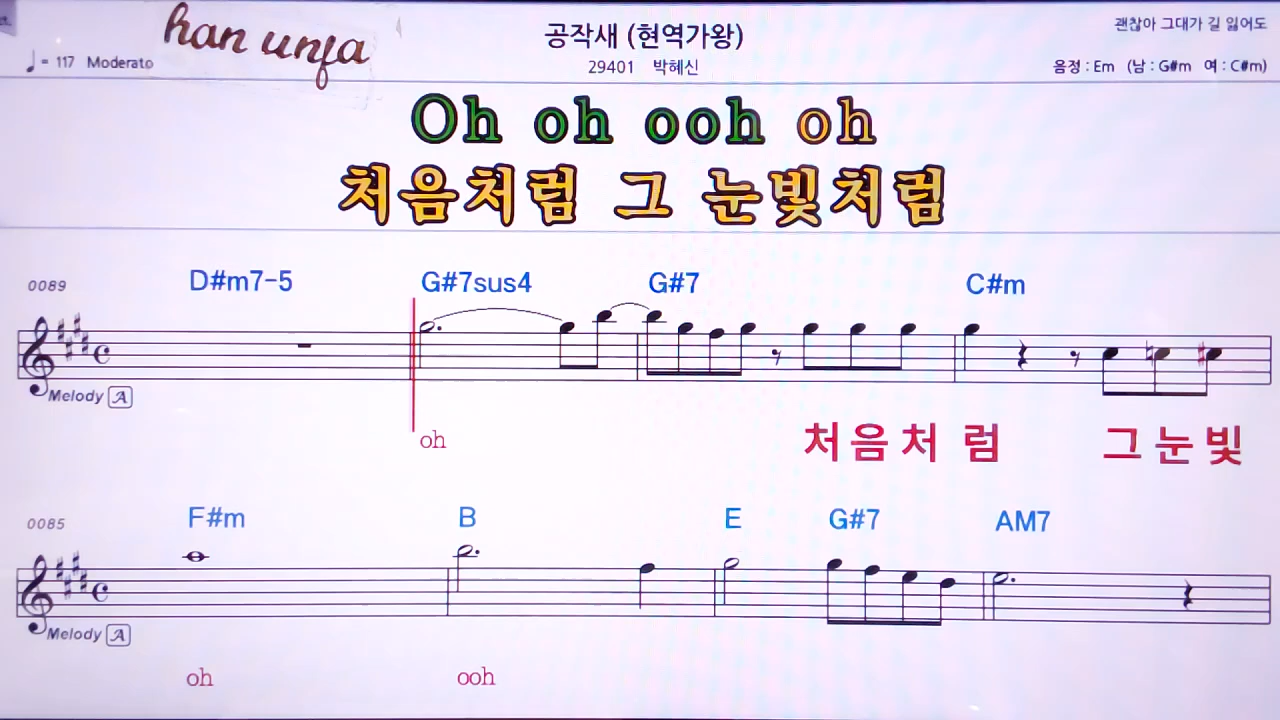 han unja
공작새 (현역가왕)
괜찮아 그대가 길 잃어도
= 117 Moderato
29401 박혜신
음정 : Em (남 : G#m 여 : C#m)
Oh oh ooh oh
처음처럼 그 눈빛처럼
0089 D#m7-5 G#7sus4 G#7 C#m
Melody A
oh 처음처럼 그눈빛
0085 F#m B E G#7 AM7
Melody A
oh ooh